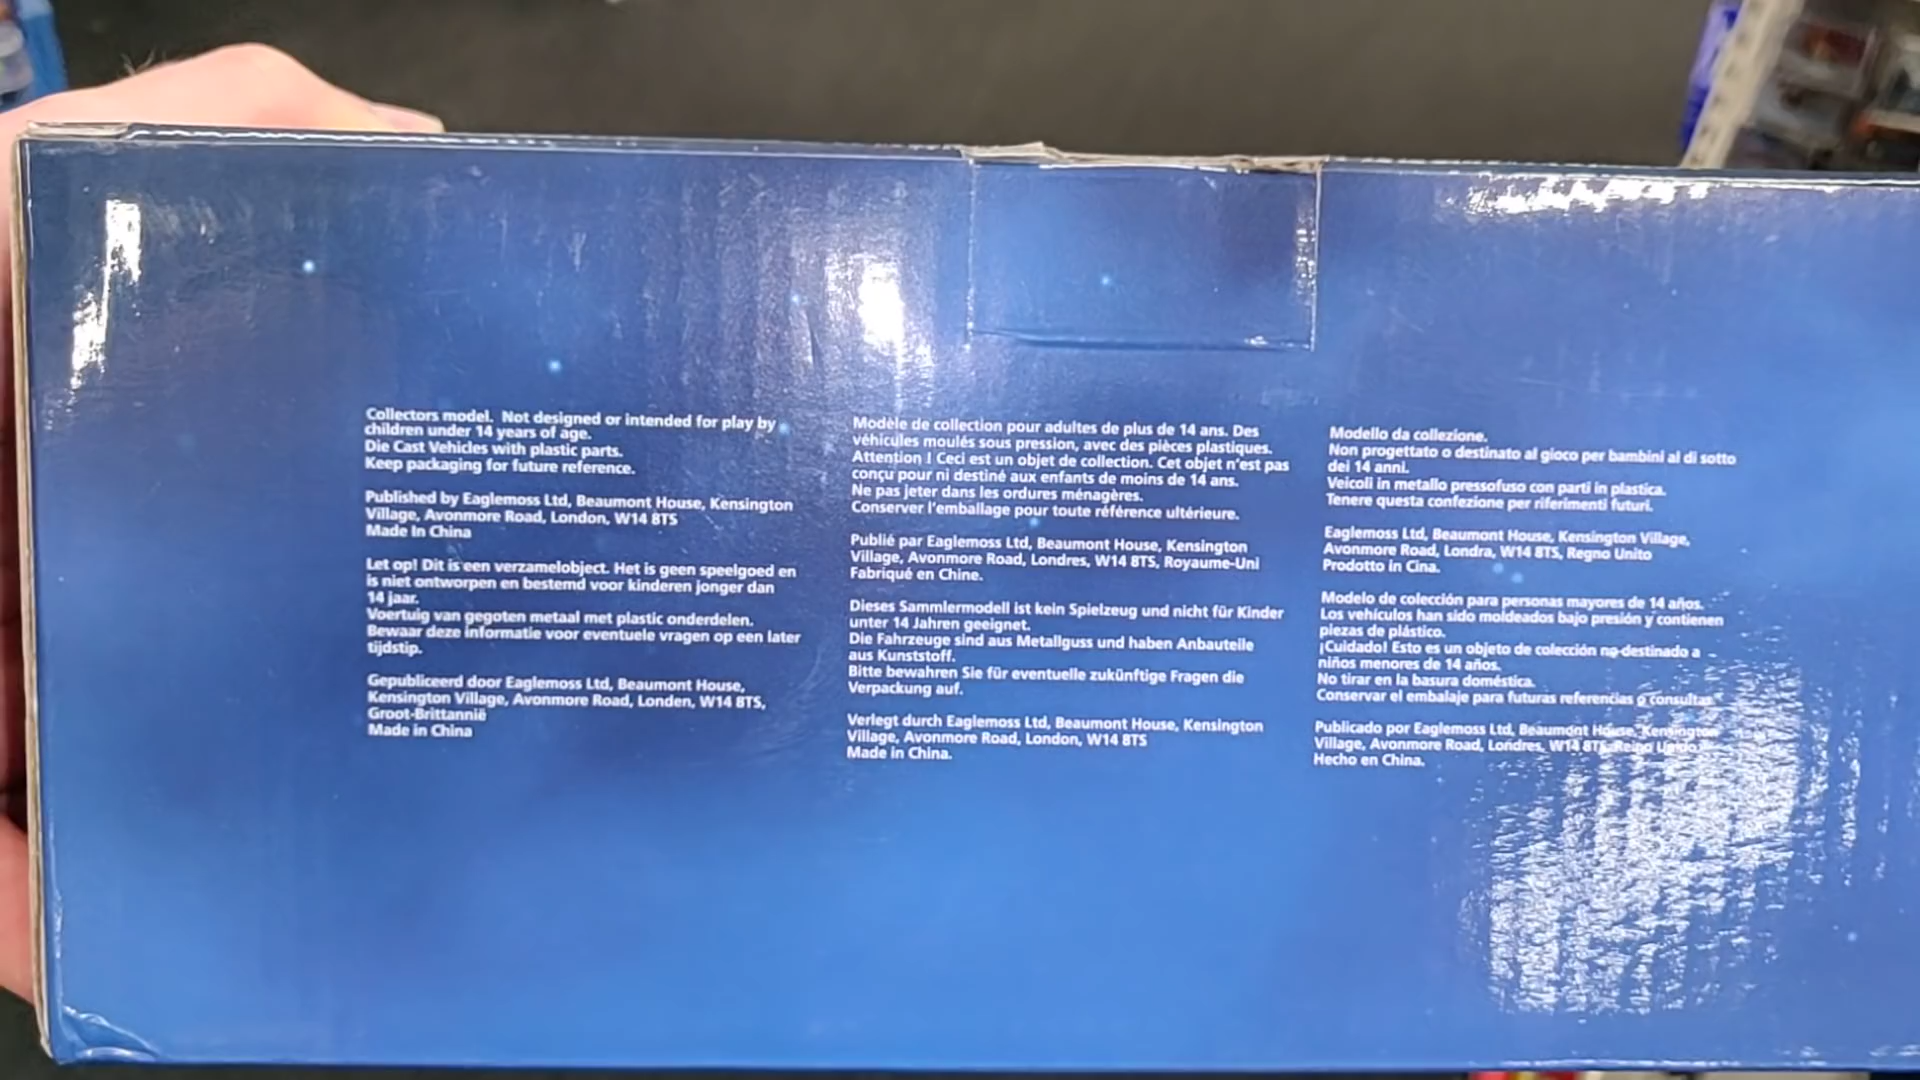 Collectors model. Not designed or intended for play by
children under 14 years of age.
Die Cast Vehicles with plastic parts.
Keep packaging for future reference.
Published by Eaglemoss Ltd, Beaumont House, Kensington
Village, Avonmore Road, London, W14 8TS
Made In China
Let op! Dit is een verzamelobject. Het is geen speelgoed en
is niet ontworpen en bestemd voor kinderen jonger dan
14 jaar.
Voertuig van gegoten metaal met plastic onderdelen.
Bewaar deze informatie voor eventuele vragen op een later
tijdstip.
Gepubliceerd door Eaglemoss Ltd, Beaumont House,
Kensington Village, Avonmore Road, Londen, W14 8TS,
Groot-Brittannië
Made in China
Modèle de collection pour adultes de plus de 14 ans. Des
véhicules moulés sous pression, avec des pièces plastiques.
Attention ! Ceci est un objet de collection. Cet objet n'est pas
conçu pour ni destiné aux enfants de moins de 14 ans.
Ne pas jeter dans les ordures ménagères.
Conserver l'emballage pour toute référence ultérieure.
Publié par Eaglemoss Ltd, Beaumont House, Kensington
Village, Avonmore Road, Londres, W14 8TS, Royaume-Uni
Fabriqué en Chine.
Dieses Sammlermodell ist kein Spielzeug und nicht für Kinder
unter 14 Jahren geeignet.
Die Fahrzeuge sind aus Metallguss und haben Anbauteile
aus Kunststoff.
Bitte bewahren Sie für eventuelle zukünftige Fragen die
Verpackung auf.
Verlegt durch Eaglemoss Ltd, Beaumont House, Kensington
Village, Avonmore Road, London, W14 8TS
Made in China.
Modello da collezione.
Non progettato o destinato al gioco per bambini al di sotto
dei 14 anni.
Veicoli in metallo pressofuso con parti in plastica.
Tenere questa confezione per riferimenti futuri.
Eaglemoss Ltd, Beaumont House, Kensington Village,
Avonmore Road, Londra, W14 8TS, Regno Unito
Prodotto in Cina.
Modelo de colección para personas mayores de 14 años.
Los vehículos han sido moldeados bajo presión y contienen
piezas de plástico.
¡Cuidado! Esto es un objeto de colección no destinado a
niños menores de 14 años.
No tirar en la basura doméstica.
Conservar el embalaje para futuras referencias o consultas.
Publicado por Eaglemoss Ltd, Beaumont House, Kensington
Village, Avonmore Road, Londres, W14 8TS, Reino Unido
Hecho en China.